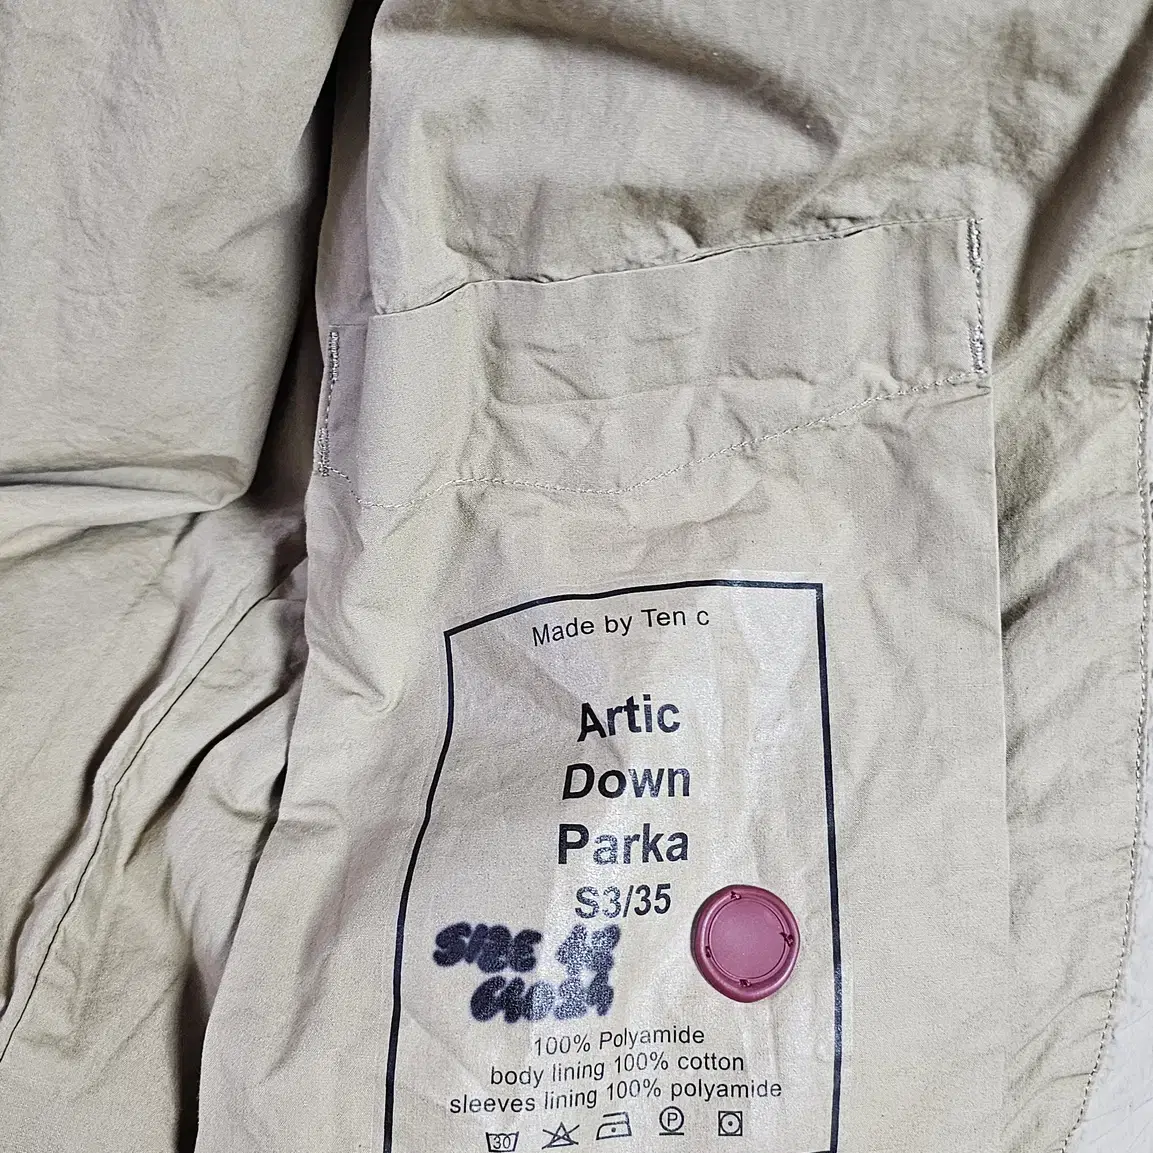 Made by Ten c
Artic
Down
Parka
S3/35
SIZE
100% Polyamide
body lining 100% cotton
sleeves lining 100% polyamide
30
P